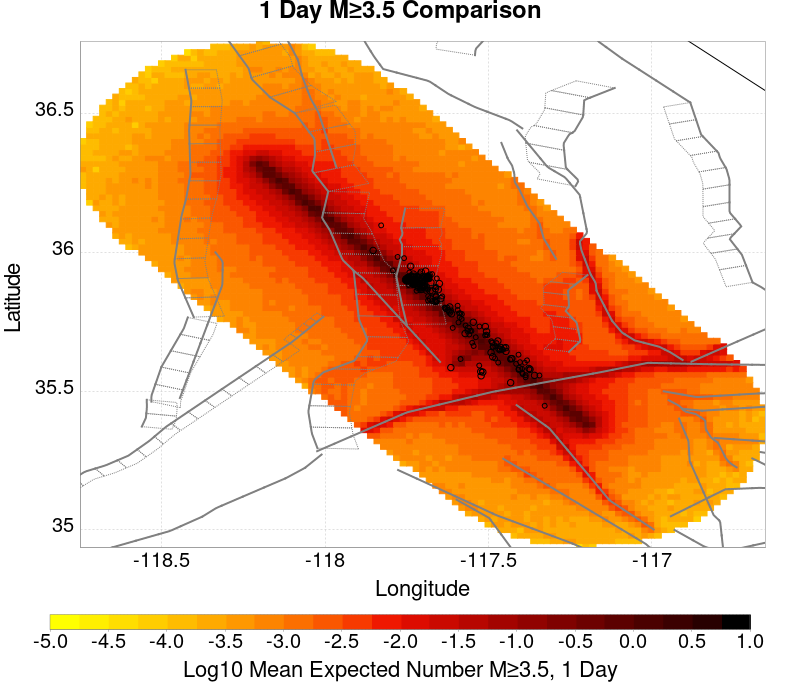 1 Day M≥3.5 Comparison
36.5
36
35.5
35
Latitude
-118.5 -118 -117.5 -117
Longitude
-5.0 -4.5 -4.0 -3.5 -3.0 -2.5 -2.0 -1.5 -1.0 -0.5 0.0 0.5 1.0
Log10 Mean Expected Number M≥3.5, 1 Day